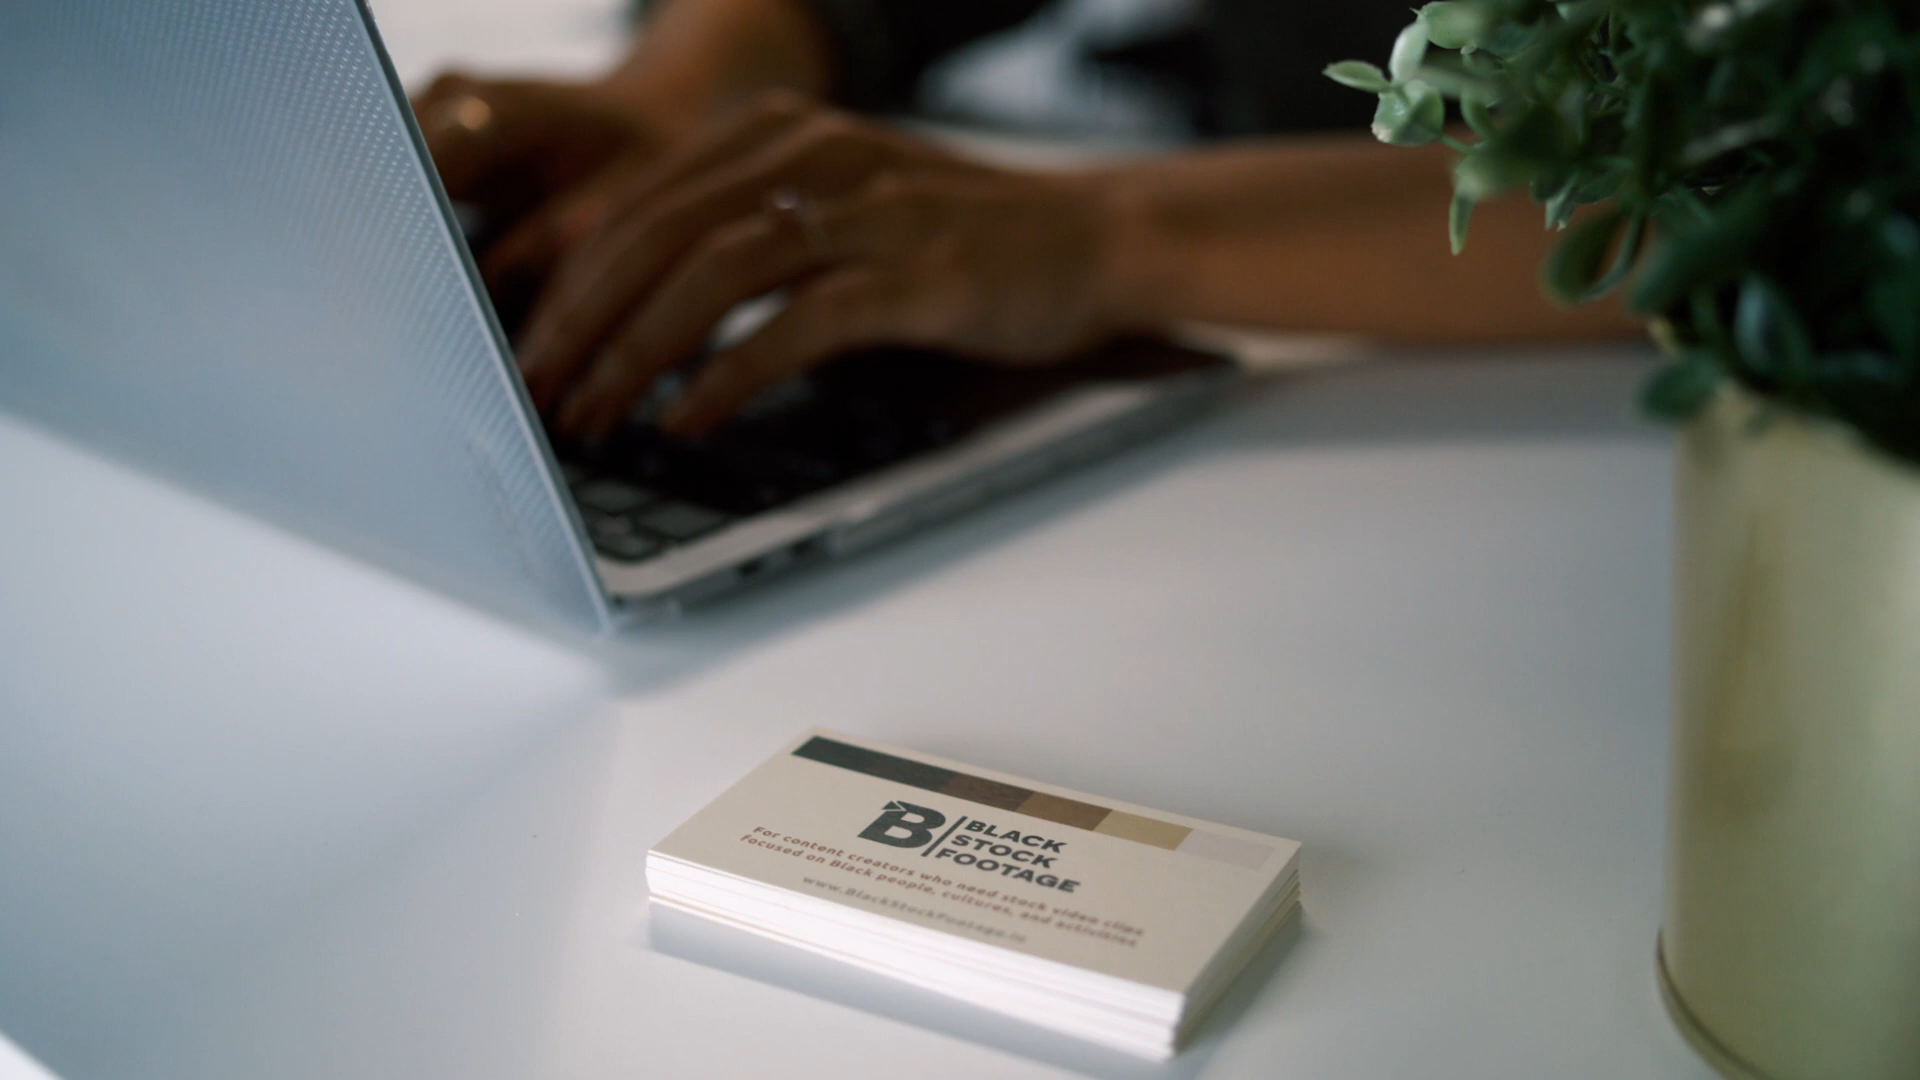 B
BLACK
STOCK
FOOTAGE
For content creators who need stock video clips
focused on Black people, cultures, and activities
www.BlackStockFootage.io